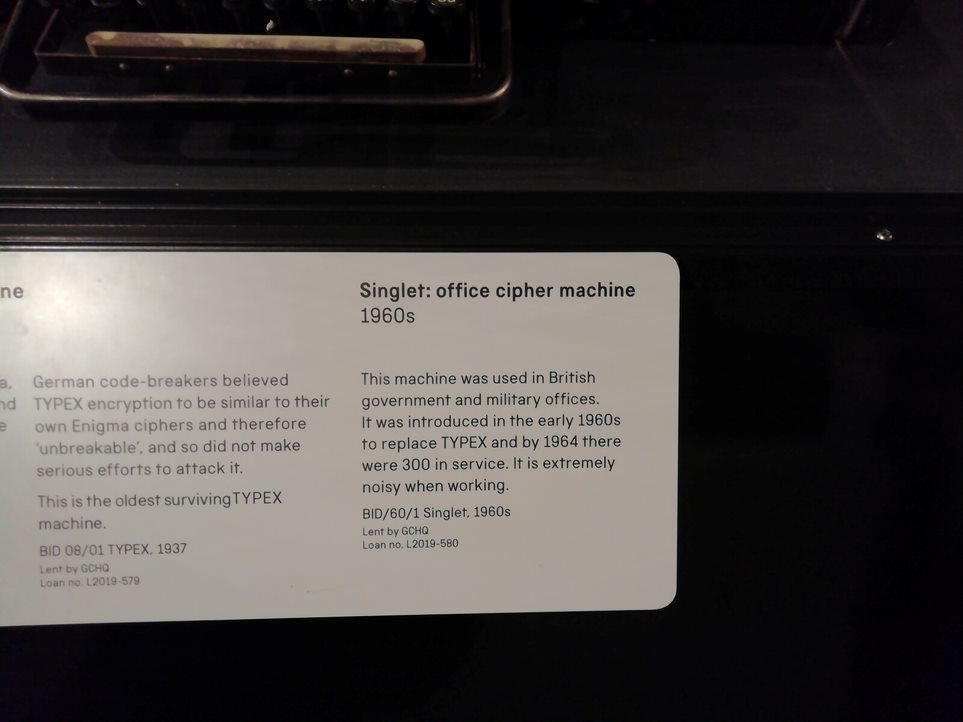 ne
a,
nd
e
German code-breakers believed
TYPEX encryption to be similar to their
own Enigma ciphers and therefore
'unbreakable', and so did not make
serious efforts to attack it.
This is the oldest surviving TYPEX
machine.
BID 08/01 TYPEX, 1937
Lent by GCHQ
Loan no. L2019-579
Singlet: office cipher machine
1960s
This machine was used in British
government and military offices.
It was introduced in the early 1960s
to replace TYPEX and by 1964 there
were 300 in service. It is extremely
noisy when working.
BID/60/1 Singlet, 1960s
Lent by GCHQ
Loan no. L2019-580